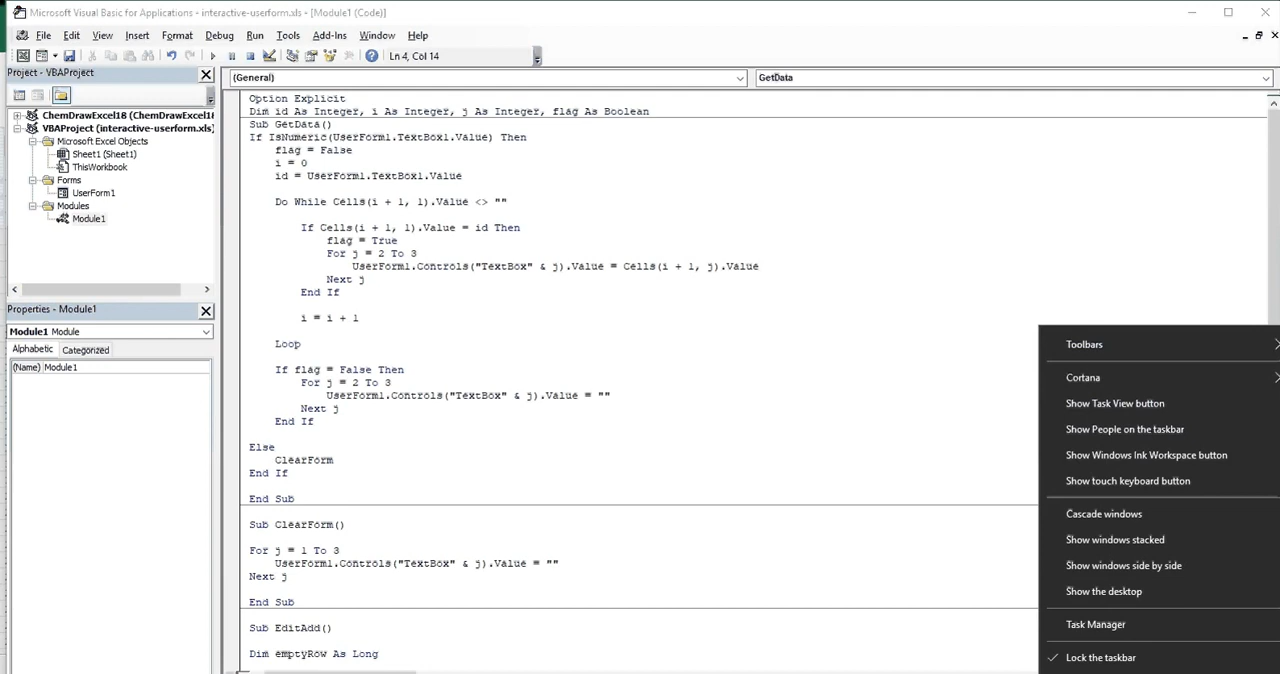 Microsoft Visual Basic for Applications - interactive-userform.xls - [Module1 (Code)]
File Edit View Insert Format Debug Run Tools Add-Ins Window Help
Ln 4, Col 14
Project - VBAProject
ChemDrawExcel18 (ChemDrawExcel1
VBAProject (interactive-userform.xls)
Microsoft Excel Objects
Sheet1 (Sheet1)
ThisWorkbook
Forms
UserForm1
Modules
Module1
Properties - Module1
Module1 Module
Alphabetic Categorized
(Name) Module1
(General) GetData
Option Explicit
Dim id As Integer, i As Integer, j As Integer, flag As Boolean
Sub GetData()
If IsNumeric(UserForm1.TextBox1.Value) Then
flag = False
i = 0
id = UserForm1.TextBox1.Value
Do While Cells(i + 1, 1).Value <> ""
If Cells(i + 1, 1).Value = id Then
flag = True
For j = 2 To 3
UserForm1.Controls("TextBox" & j).Value = Cells(i + 1, j).Value
Next j
End If
i = i + 1
Loop
If flag = False Then
For j = 2 To 3
UserForm1.Controls("TextBox" & j).Value = ""
Next j
End If
Else
ClearForm
End If
End Sub
Sub ClearForm()
For j = 1 To 3
UserForm1.Controls("TextBox" & j).Value = ""
Next j
End Sub
Sub EditAdd()
Dim emptyRow As Long
Toolbars
Cortana
Show Task View button
Show People on the taskbar
Show Windows Ink Workspace button
Show touch keyboard button
Cascade windows
Show windows stacked
Show windows side by side
Show the desktop
Task Manager
Lock the taskbar